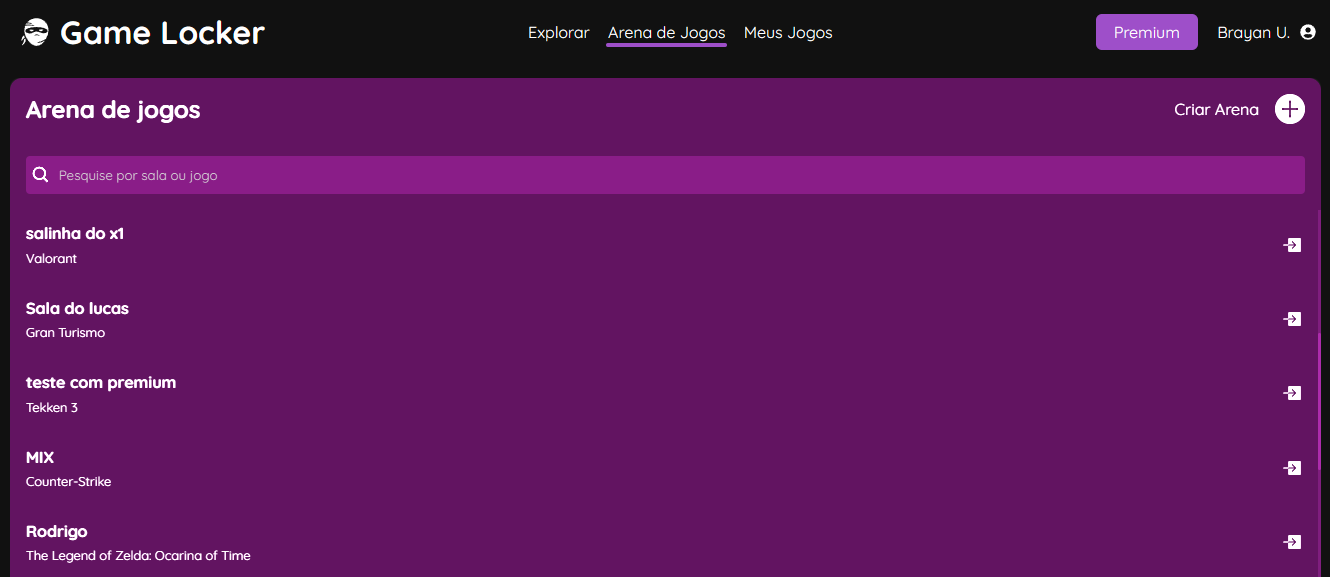 Game Locker
Explorar
Arena de Jogos
Meus Jogos
Premium
Brayan U.
Arena de jogos
Criar Arena
Pesquise por sala ou jogo
salinha do x1
Valorant
Sala do lucas
Gran Turismo
teste com premium
Tekken 3
MIX
Counter-Strike
Rodrigo
The Legend of Zelda: Ocarina of Time